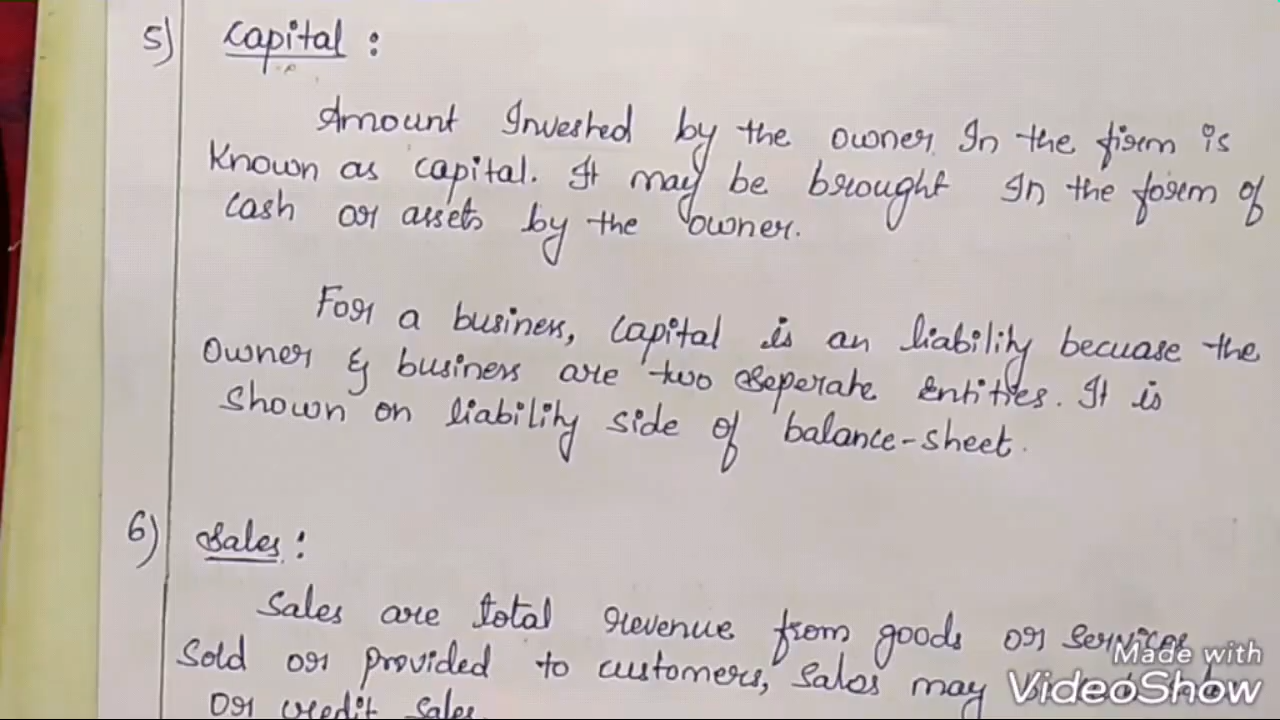 5) Capital :
Amount Invested by the owner In the firm is
Known as capital. It may be brought In the form of
cash or assets by the owner.
For a business, Capital is an liability becuase the
Owner & business are two seperate Entities. It is
Shown on liability side of balance-sheet.
6) Sales :
Sales are total revenue from goods or services
Sold or provided to customers, Sales may
Or credit sales.
Made with
VideoShow